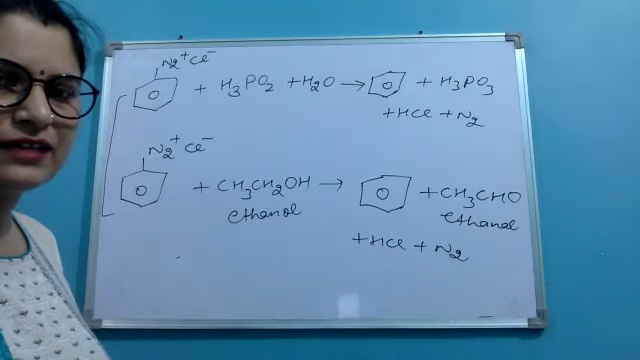 N2⁺Cl⁻
+ H3PO2 + H2O → + H3PO3
+ HCl + N2
N2⁺ Cl⁻
+ CH3CH2OH → + CH3CHO
ethanol ethanal
+ HCl + N2